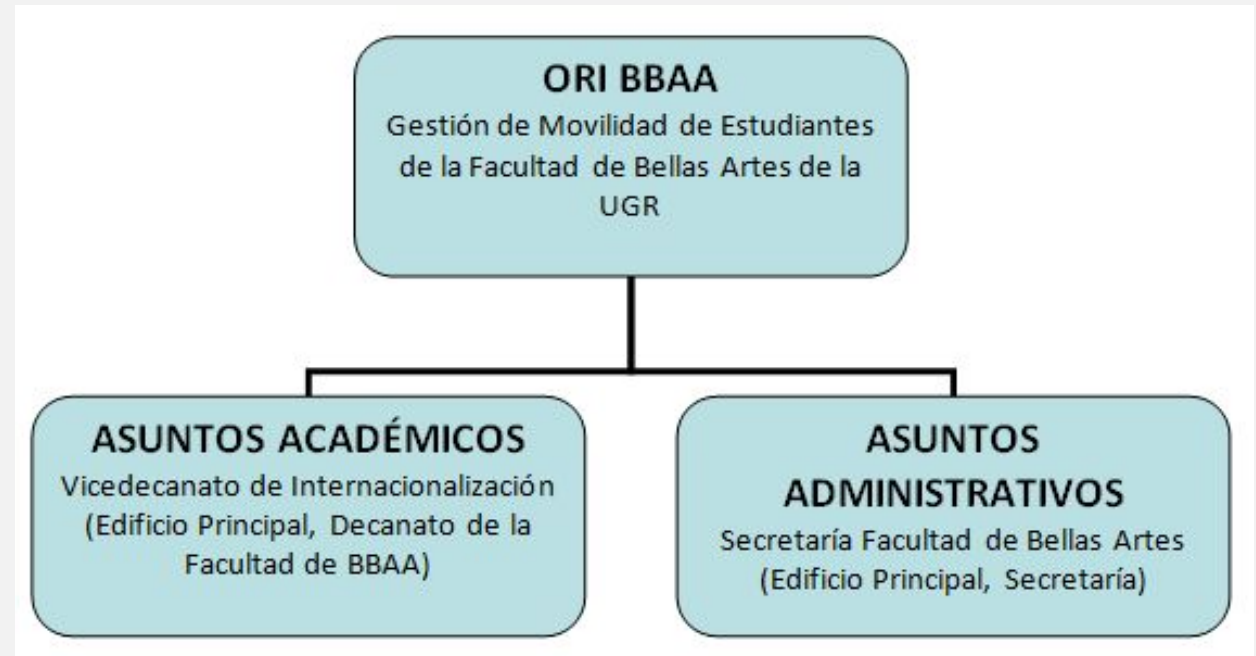 ORI BBAA
Gestión de Movilidad de Estudiantes
de la Facultad de Bellas Artes de la
UGR
ASUNTOS ACADÉMICOS
Vicedecanato de Internacionalización
(Edificio Principal, Decanato de la
Facultad de BBAA)
ASUNTOS
ADMINISTRATIVOS
Secretaría Facultad de Bellas Artes
(Edificio Principal, Secretaría)